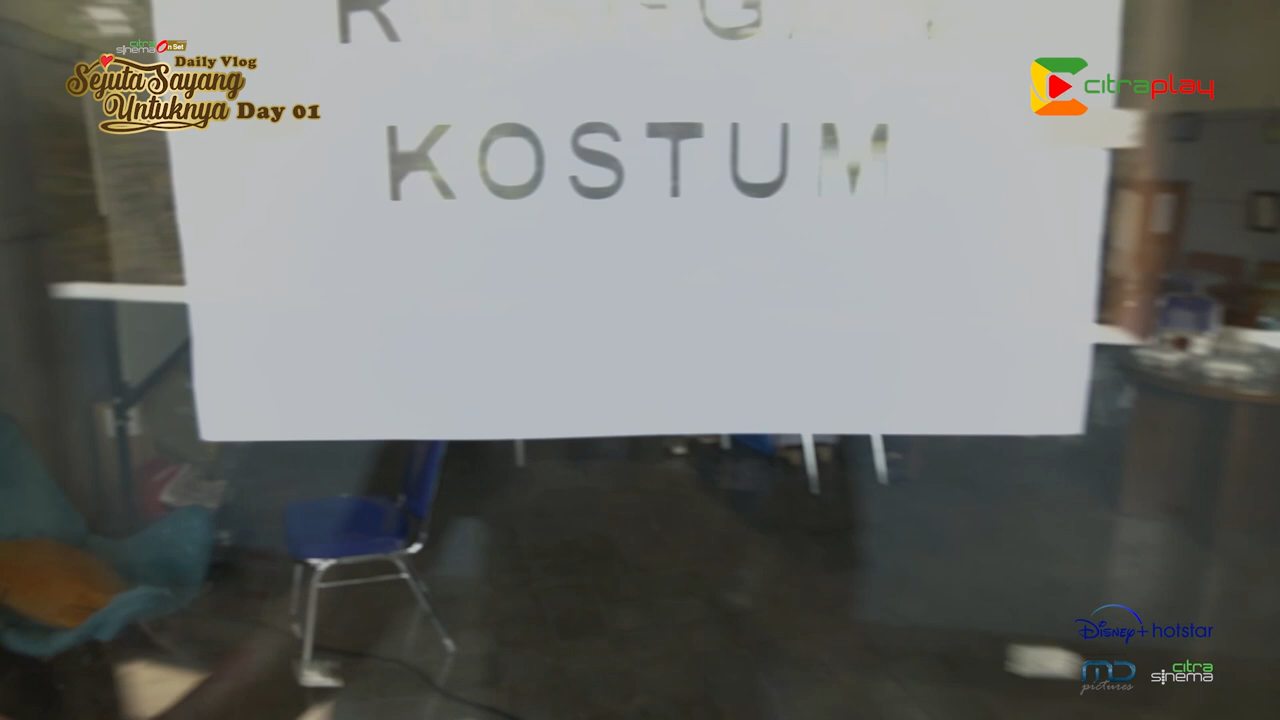 citra
sinema On Set
Daily Vlog
Sejuta Sayang
Untuknya Day 01
citraplay
KOSTUM
Disney+ hotstar
MD
pictures
citra
sinema